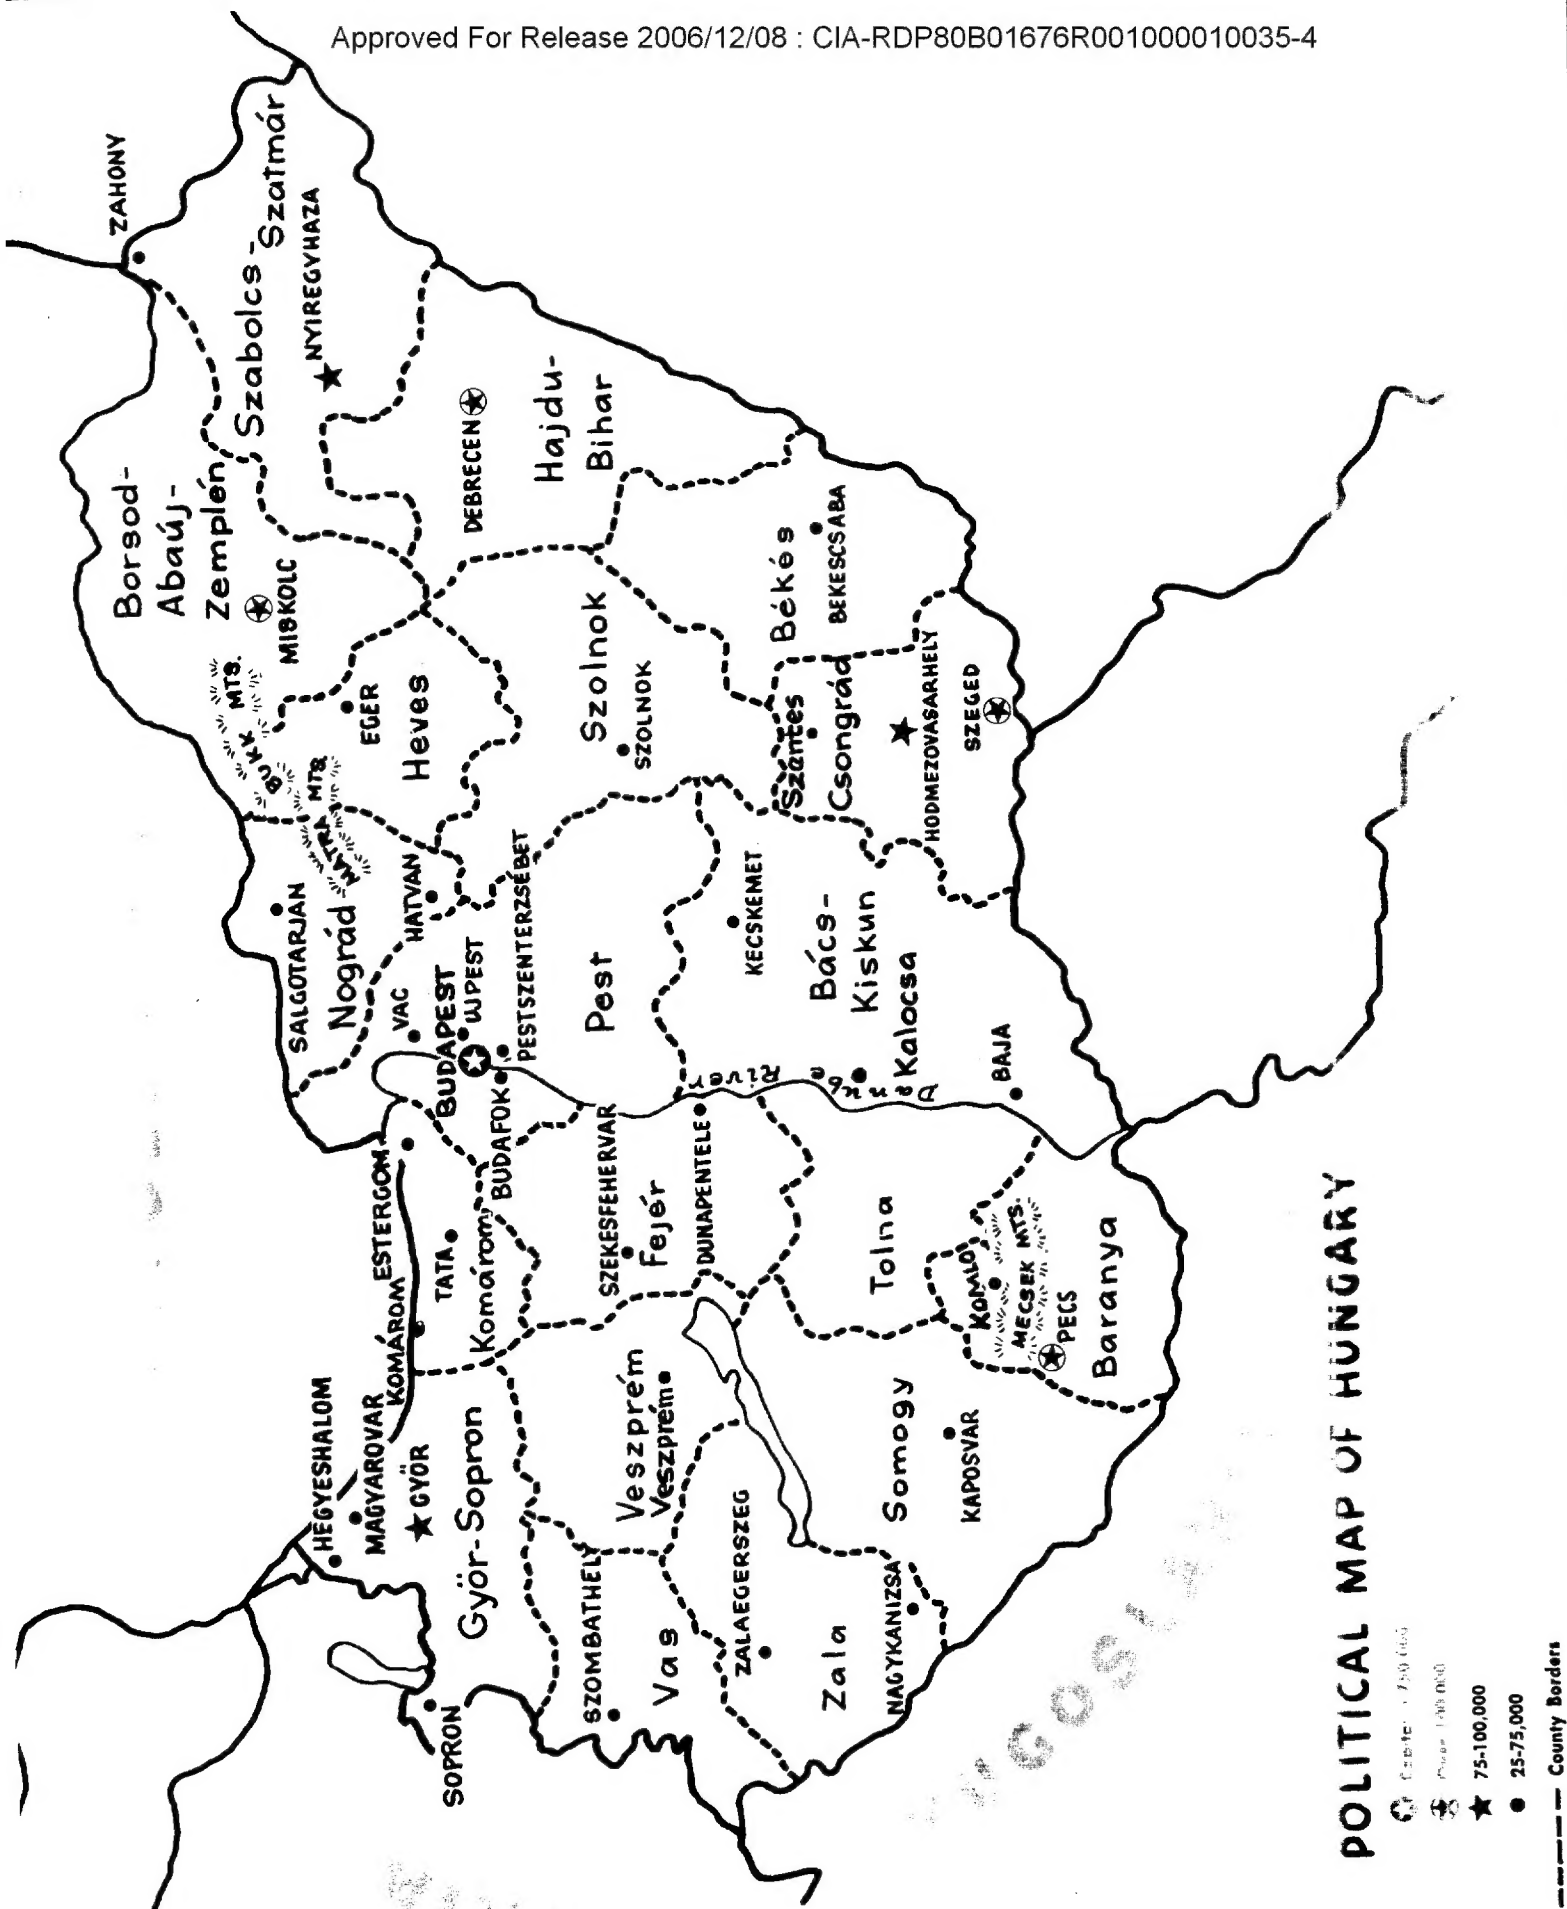 Approved For Release 2006/12/08 : CIA-RDP80B01676R001000010035-4
ZAHONY
Szabolcs-
Szatmár
NYIREGYHAZA
Borsod-
Abaúj-
Zemplén
MISKOLC
DEBRECEN
Hajdu-
Bihar
BUKK MTS.
MATRA MTS.
EGER
Heves
Szolnok
SZOLNOK
Békés
BEKESCSABA
Szentes
Csongrád
HODMEZOVASARHELY
SZEGED
SALGOTARJAN
Nográd
HATVAN
VAC
BUDAPEST
UJPEST
PESTSZENTERZSÉBET
BUDAFOK
Pest
KECSKEMET
Bács-
Kiskun
Kalocsa
BAJA
Danube River
ESTERGOM
KOMÁROM
TATA
Komárom
SZEKESFEHERVAR
Fejér
DUNAPENTELE
Tolna
KOMLO
MECSEK MTS.
PECS
Baranya
HEGYESHALOM
MAGYAROVAR
GYÖR
Györ-Sopron
SOPRON
Veszprém
Veszprém
SZOMBATHELY
Vas
ZALAEGERSZEG
Zala
NAGYKANIZSA
Somogy
KAPOSVAR
POLITICAL MAP OF HUNGARY
75-100,000
25-75,000
County Borders